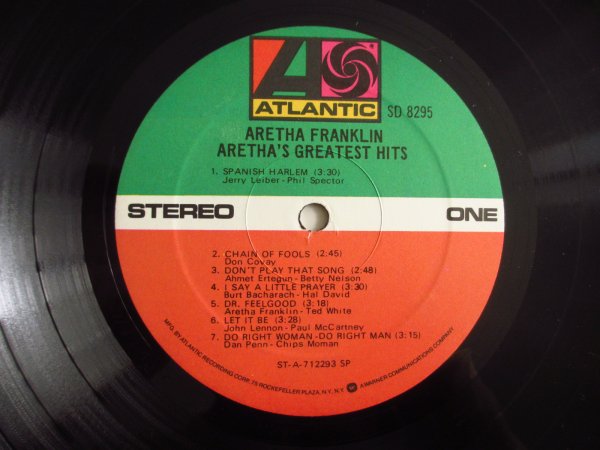 ATLANTIC
SD 8295
ARETHA FRANKLIN
ARETHA'S GREATEST HITS
1. SPANISH HARLEM (3:30)
Jerry Leiber - Phil Spector
STEREO ONE
2. CHAIN OF FOOLS (2:45)
Don Covay
3. DON'T PLAY THAT SONG (2:48)
Ahmet Ertegun - Betty Nelson
4. I SAY A LITTLE PRAYER (3:30)
Burt Bacharach - Hal David
5. DR. FEELGOOD (3:18)
Aretha Franklin - Ted White
6. LET IT BE (3:28)
John Lennon - Paul McCartney
7. DO RIGHT WOMAN-DO RIGHT MAN (3:15)
Dan Penn - Chips Moman
ST-A-712293 SP
MFG. BY ATLANTIC RECORDING CORP. 75 ROCKEFELLER PLAZA, N.Y. N.Y. A WARNER COMMUNICATIONS COMPANY